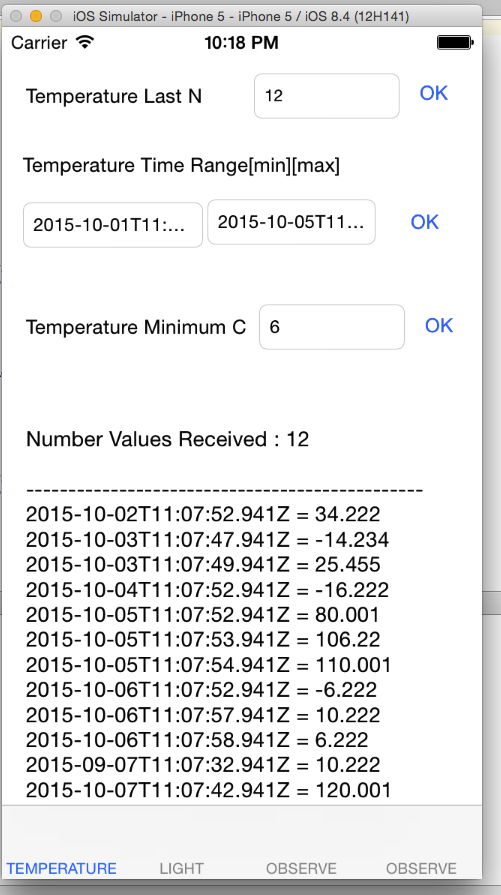 iOS Simulator - iPhone 5 - iPhone 5 / iOS 8.4 (12H141)
Carrier 10:18 PM
Temperature Last N 12 OK
Temperature Time Range[min][max]
2015-10-01T11:... 2015-10-05T11... OK
Temperature Minimum C 6 OK
Number Values Received : 12
-----------------------------------------------
2015-10-02T11:07:52.941Z = 34.222
2015-10-03T11:07:47.941Z = -14.234
2015-10-03T11:07:49.941Z = 25.455
2015-10-04T11:07:52.941Z = -16.222
2015-10-05T11:07:52.941Z = 80.001
2015-10-05T11:07:53.941Z = 106.22
2015-10-05T11:07:54.941Z = 110.001
2015-10-06T11:07:52.941Z = -6.222
2015-10-06T11:07:57.941Z = 10.222
2015-10-06T11:07:58.941Z = 6.222
2015-09-07T11:07:32.941Z = 10.222
2015-10-07T11:07:42.941Z = 120.001
TEMPERATURE LIGHT OBSERVE OBSERVE